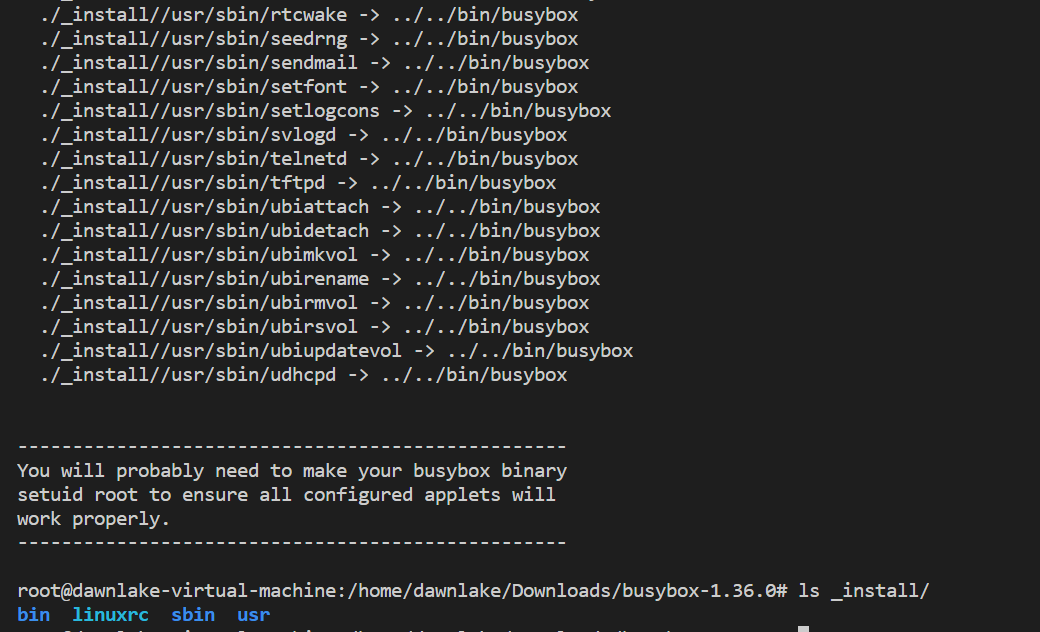 ./_install//usr/sbin/rtcwake -> ../../bin/busybox
./_install//usr/sbin/seedrng -> ../../bin/busybox
./_install//usr/sbin/sendmail -> ../../bin/busybox
./_install//usr/sbin/setfont -> ../../bin/busybox
./_install//usr/sbin/setlogcons -> ../../bin/busybox
./_install//usr/sbin/svlogd -> ../../bin/busybox
./_install//usr/sbin/telnetd -> ../../bin/busybox
./_install//usr/sbin/tftpd -> ../../bin/busybox
./_install//usr/sbin/ubiattach -> ../../bin/busybox
./_install//usr/sbin/ubidetach -> ../../bin/busybox
./_install//usr/sbin/ubimkvol -> ../../bin/busybox
./_install//usr/sbin/ubirename -> ../../bin/busybox
./_install//usr/sbin/ubirmvol -> ../../bin/busybox
./_install//usr/sbin/ubirsvol -> ../../bin/busybox
./_install//usr/sbin/ubiupdatevol -> ../../bin/busybox
./_install//usr/sbin/udhcpd -> ../../bin/busybox
--------------------------------------------------
You will probably need to make your busybox binary
setuid root to ensure all configured applets will
work properly.
--------------------------------------------------
root@dawnlake-virtual-machine:/home/dawnlake/Downloads/busybox-1.36.0# ls _install/
bin linuxrc sbin usr